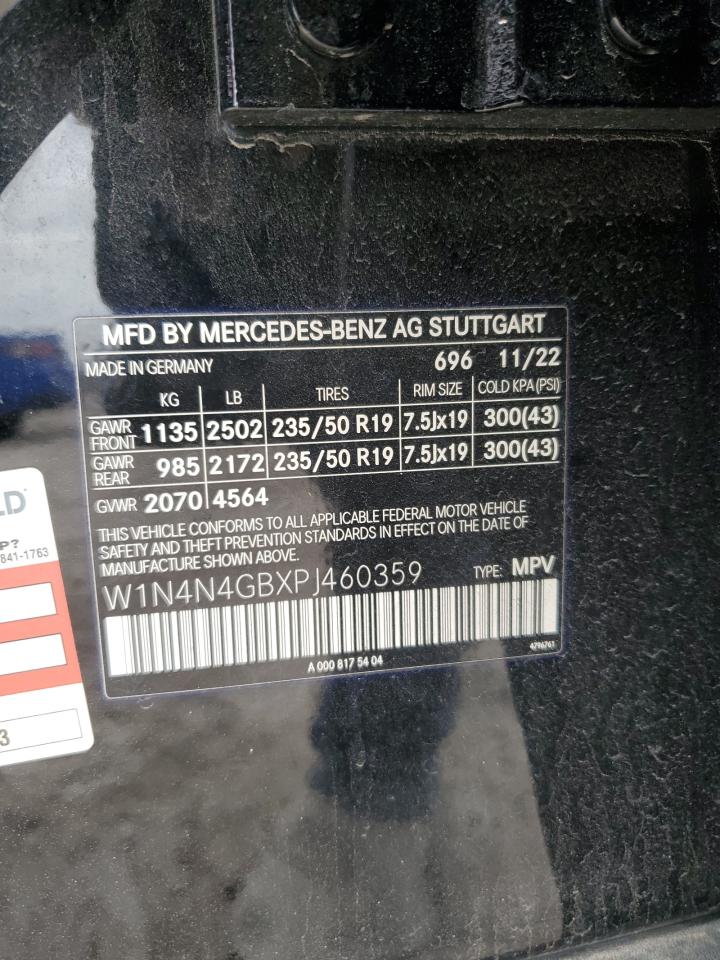 MFD BY MERCEDES-BENZ AG STUTTGART
MADE IN GERMANY 696 11/22
KG LB TIRES RIM SIZE COLD KPA (PSI)
GAWR FRONT 1135 2502 235/50 R19 7.5Jx19 300(43)
GAWR REAR 985 2172 235/50 R19 7.5Jx19 300(43)
GVWR 2070 4564
THIS VEHICLE CONFORMS TO ALL APPLICABLE FEDERAL MOTOR VEHICLE
SAFETY AND THEFT PREVENTION STANDARDS IN EFFECT ON THE DATE OF
MANUFACTURE SHOWN ABOVE.
W1N4N4GBXPJ460359 TYPE: MPV
A 000 817 54 04 4796761
LD
P?
841-1763
3